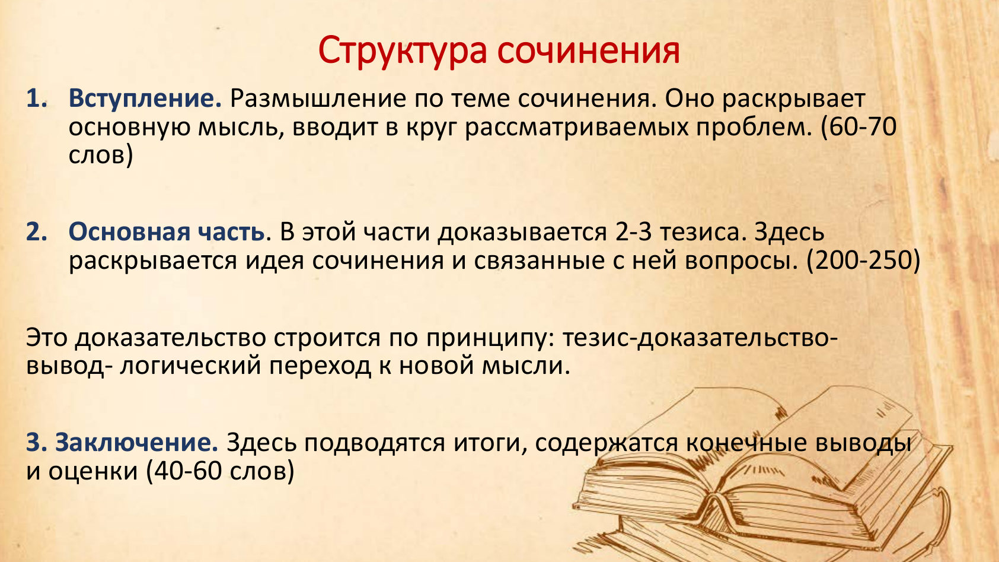 Структура сочинения
1. Вступление. Размышление по теме сочинения. Оно раскрывает
основную мысль, вводит в круг рассматриваемых проблем. (60-70
слов)
2. Основная часть. В этой части доказывается 2-3 тезиса. Здесь
раскрывается идея сочинения и связанные с ней вопросы. (200-250)
Это доказательство строится по принципу: тезис-доказательство-
вывод- логический переход к новой мысли.
3. Заключение. Здесь подводятся итоги, содержатся конечные выводы
и оценки (40-60 слов)